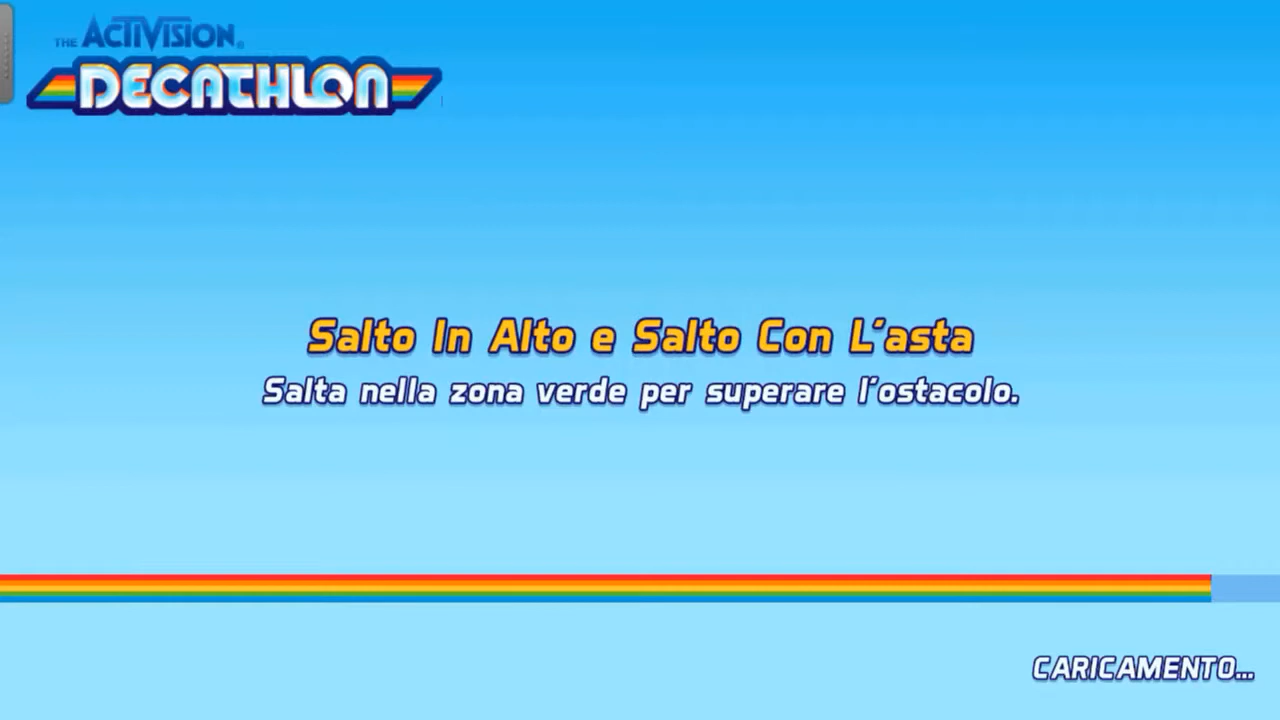 THE ACTIVISION®
DECATHLON
Salto In Alto e Salto Con L'asta
Salta nella zona verde per superare l'ostacolo.
CARICAMENTO...